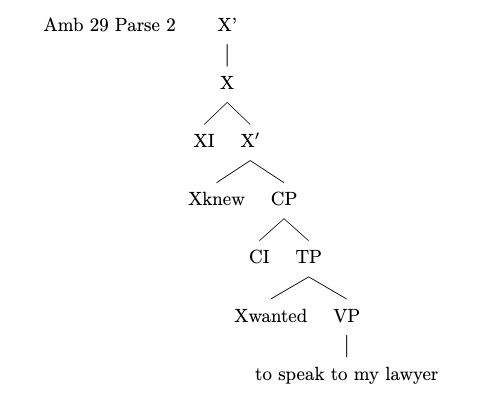 Amb 29 Parse 2 X'
X
XI X′
Xknew CP
CI TP
Xwanted VP
to speak to my lawyer